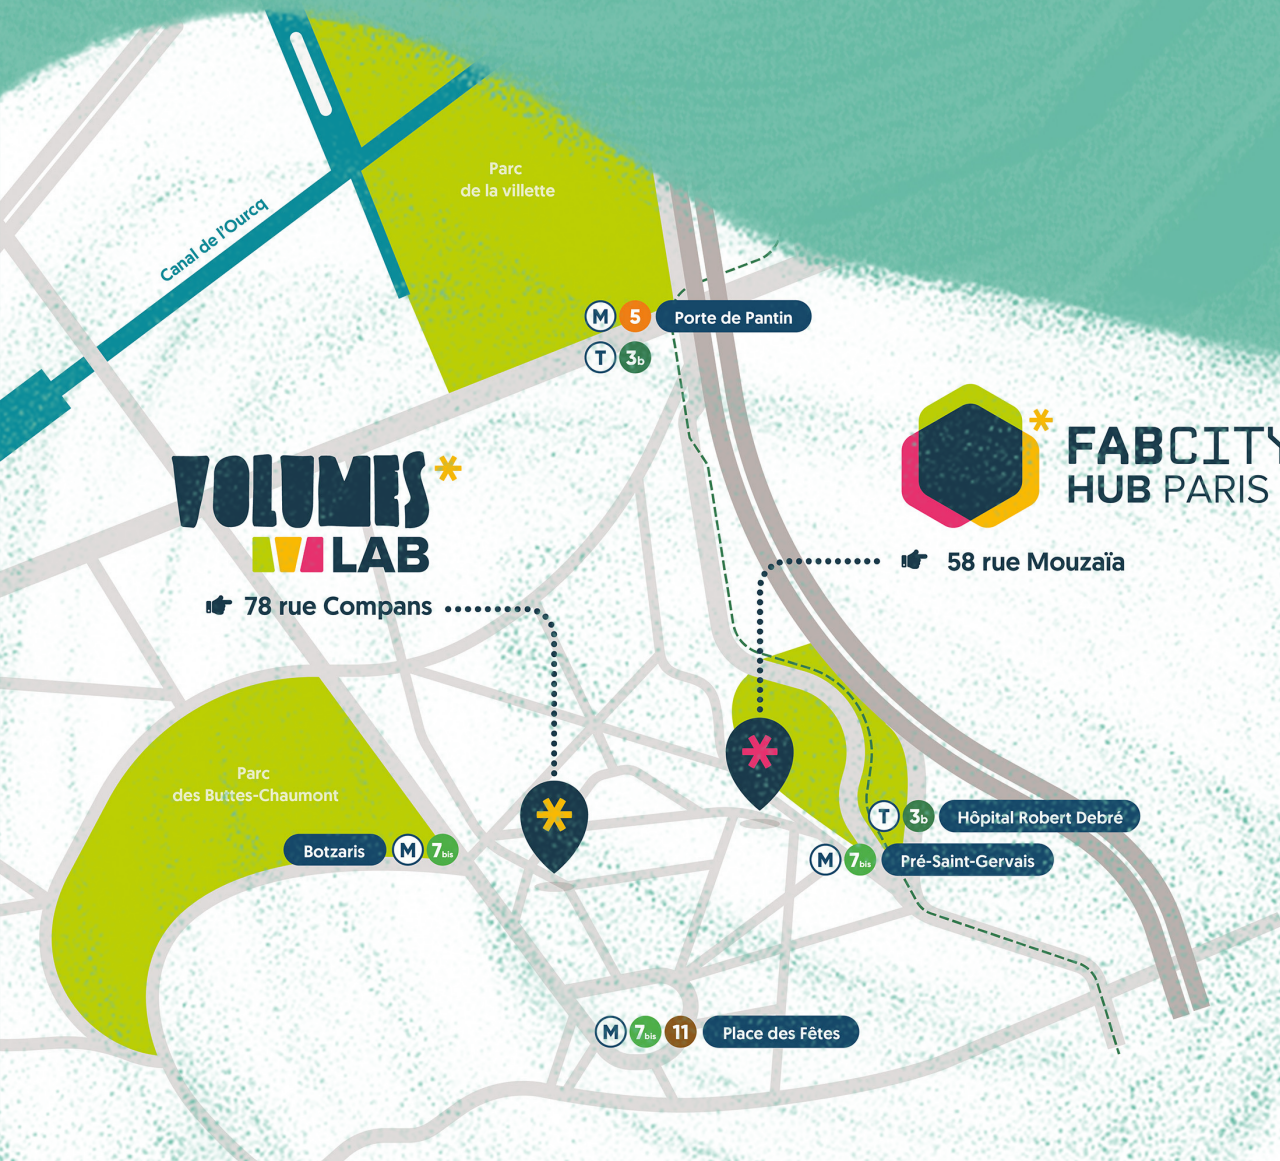 Parc
de la villette
Canal de l'Ourcq
M 5 Porte de Pantin
T 3b
VOLUMES*
LAB
78 rue Compans
FABCITY
HUB PARIS
58 rue Mouzaïa
Parc
des Buttes-Chaumont
Botzaris M 7bis
T 3b Hôpital Robert Debré
M 7bis Pré-Saint-Gervais
M 7bis 11 Place des Fêtes